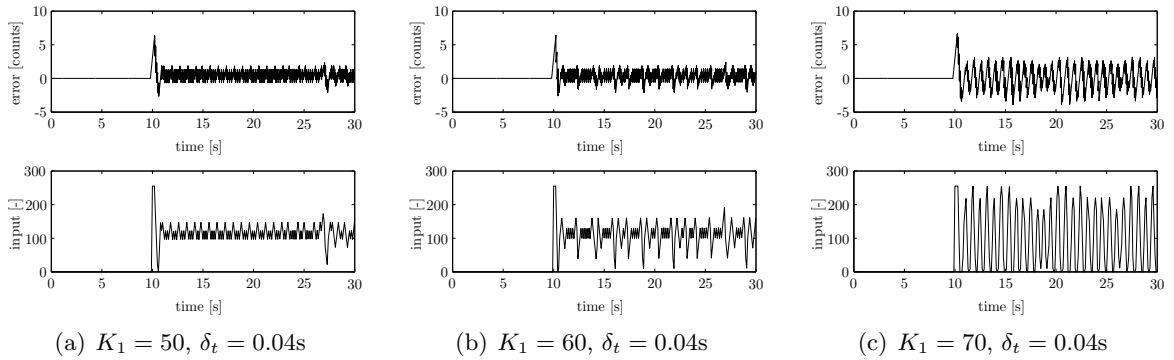 10
5
0
-5
error [counts]
0 5 10 15 20 25 30
time [s]
300
200
100
0
input [-]
0 5 10 15 20 25 30
time [s]
(a) K₁ = 50, δₜ = 0.04s
10
5
0
-5
error [counts]
0 5 10 15 20 25 30
time [s]
300
200
100
0
input [-]
0 5 10 15 20 25 30
time [s]
(b) K₁ = 60, δₜ = 0.04s
10
5
0
-5
error [counts]
0 5 10 15 20 25 30
time [s]
300
200
100
0
input [-]
0 5 10 15 20 25 30
time [s]
(c) K₁ = 70, δₜ = 0.04s